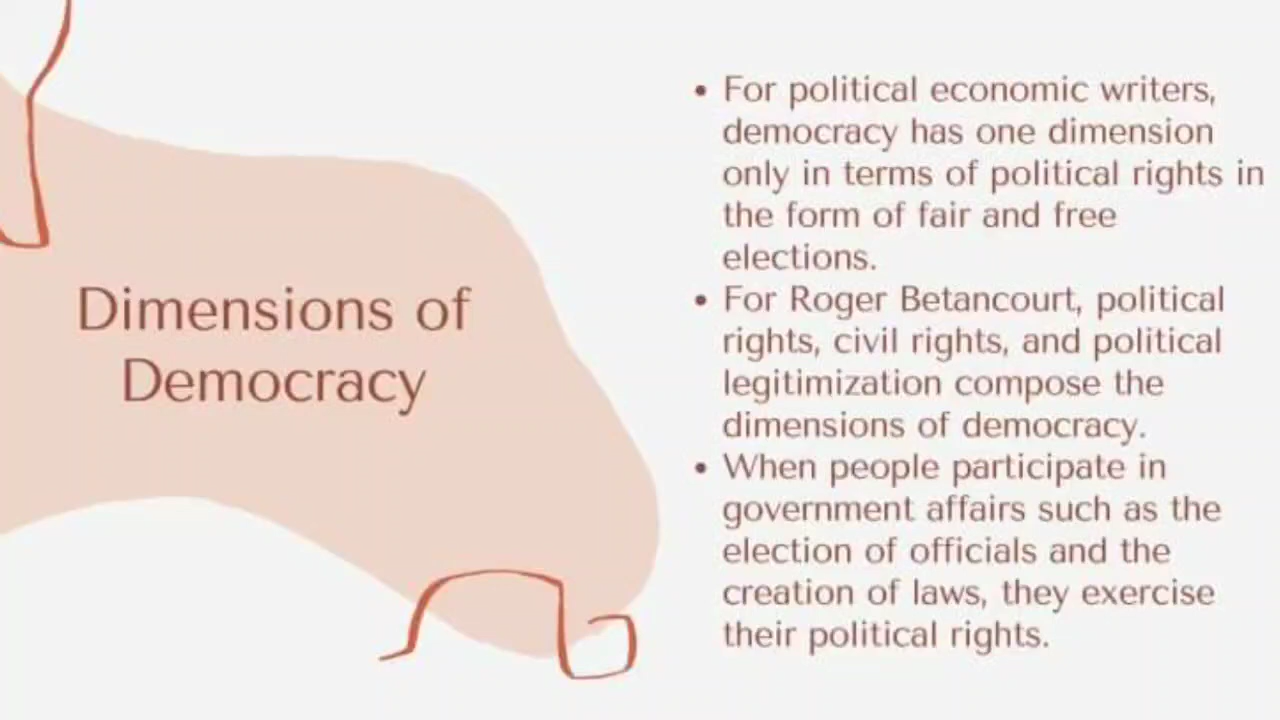 Dimensions of
Democracy
• For political economic writers,
democracy has one dimension
only in terms of political rights in
the form of fair and free
elections.
• For Roger Betancourt, political
rights, civil rights, and political
legitimization compose the
dimensions of democracy.
• When people participate in
government affairs such as the
election of officials and the
creation of laws, they exercise
their political rights.